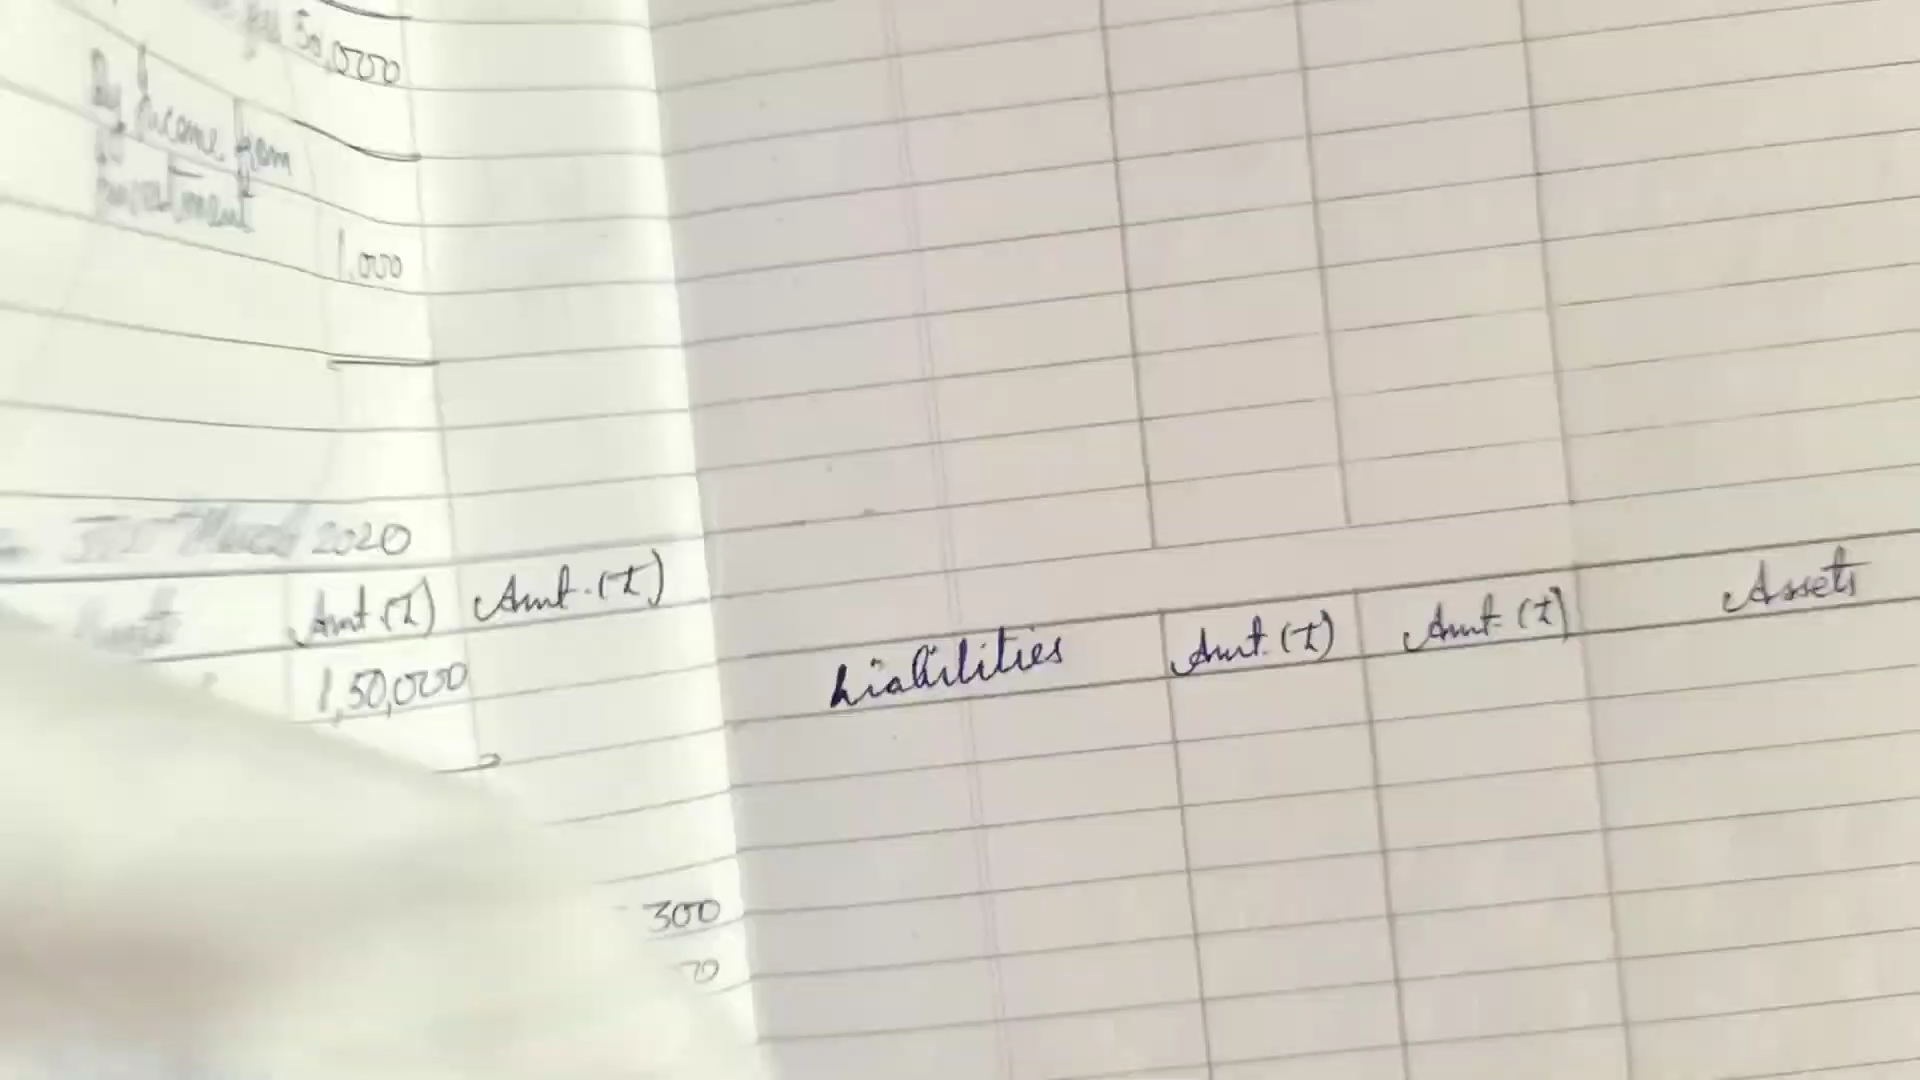 50,000
By Income from
Investment
1,000
March 2020
Amt.(₹) Amt.(₹)
1,50,000
300
Liabilities Amt.(₹) Amt.(₹) Assets